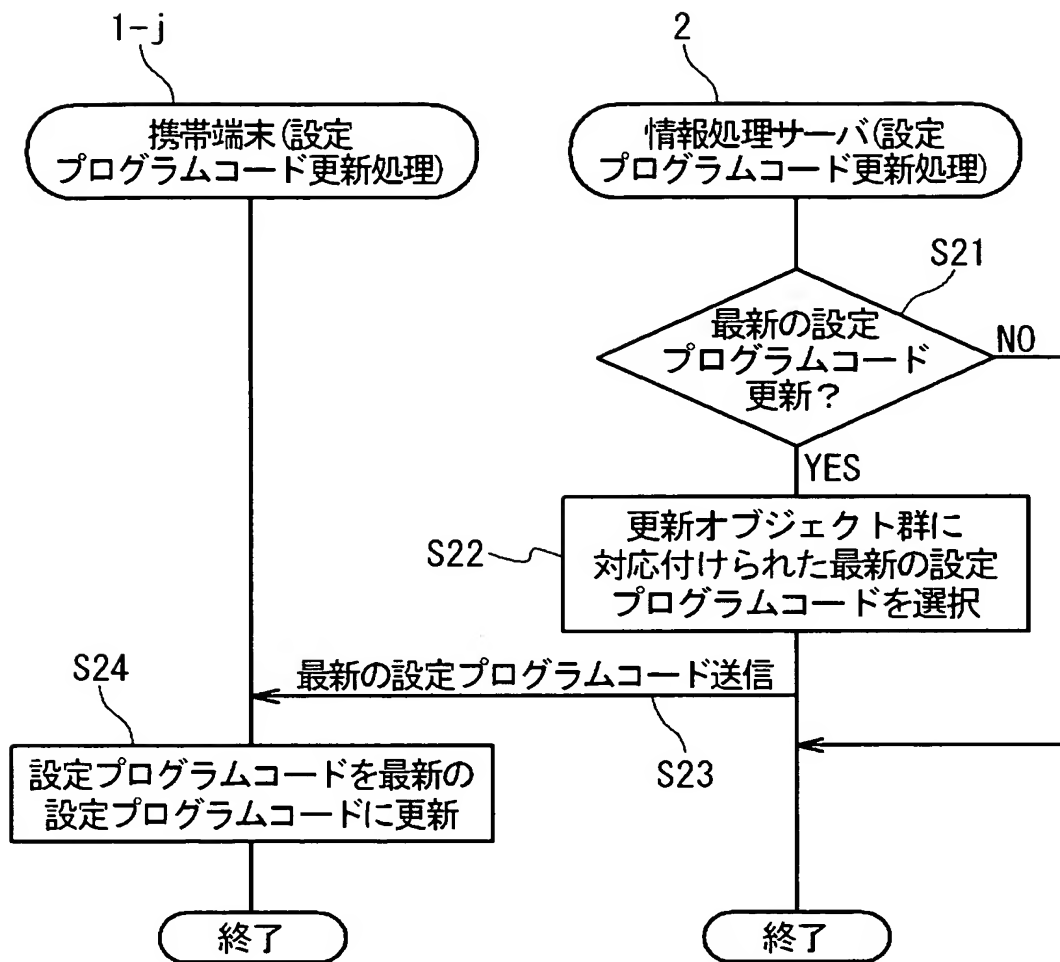 1-j
2
携帯端末(設定
プログラムコード更新処理)
情報処理サーバ(設定
プログラムコード更新処理)
S21
最新の設定
プログラムコード
更新？
NO
YES
S22
更新オブジェクト群に
対応付けられた最新の設定
プログラムコードを選択
S24
最新の設定プログラムコード送信
S23
設定プログラムコードを最新の
設定プログラムコードに更新
終了
終了